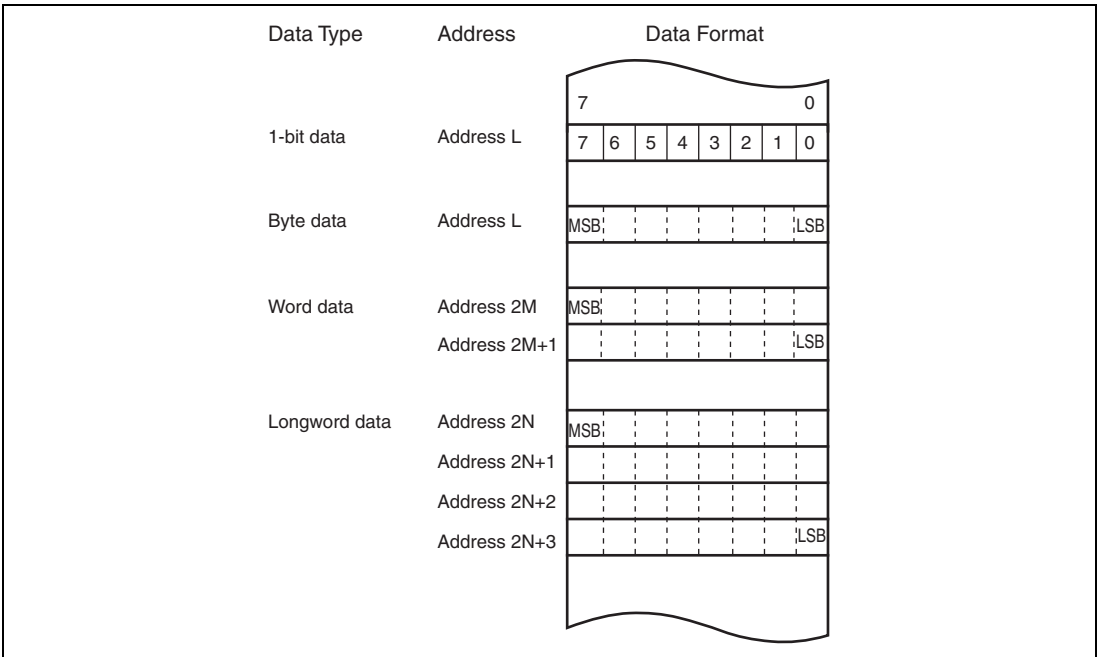 Data Type Address Data Format
7 0
1-bit data Address L 7 6 5 4 3 2 1 0
Byte data Address L MSB LSB
Word data Address 2M MSB
Address 2M+1 LSB
Longword data Address 2N MSB
Address 2N+1
Address 2N+2
Address 2N+3 LSB